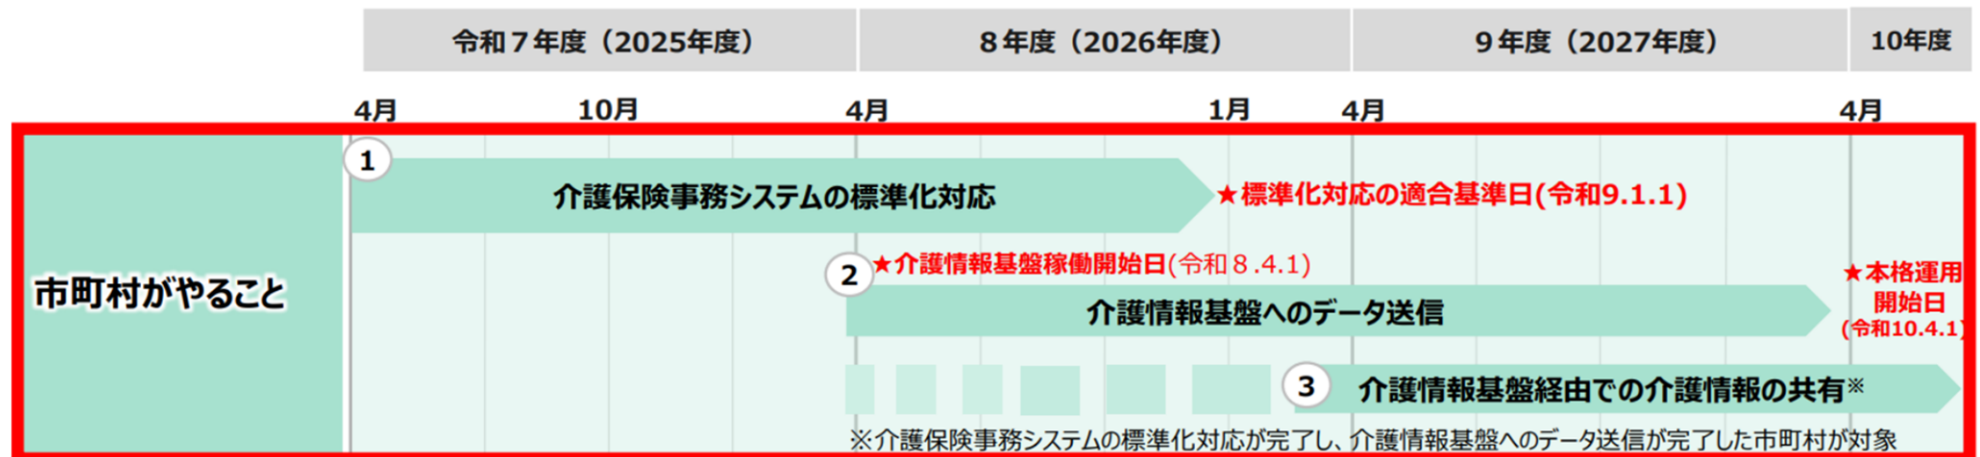 令和７年度（2025年度） ８年度（2026年度） ９年度（2027年度） 10年度
4月 10月 4月 1月 4月 4月
1
介護保険事務システムの標準化対応 ★標準化対応の適合基準日(令和9.1.1)
市町村がやること
2 ★介護情報基盤稼働開始日(令和８.4.1)
介護情報基盤へのデータ送信
★本格運用
開始日
(令和10.4.1)
3 介護情報基盤経由での介護情報の共有※
※介護保険事務システムの標準化対応が完了し、介護情報基盤へのデータ送信が完了した市町村が対象